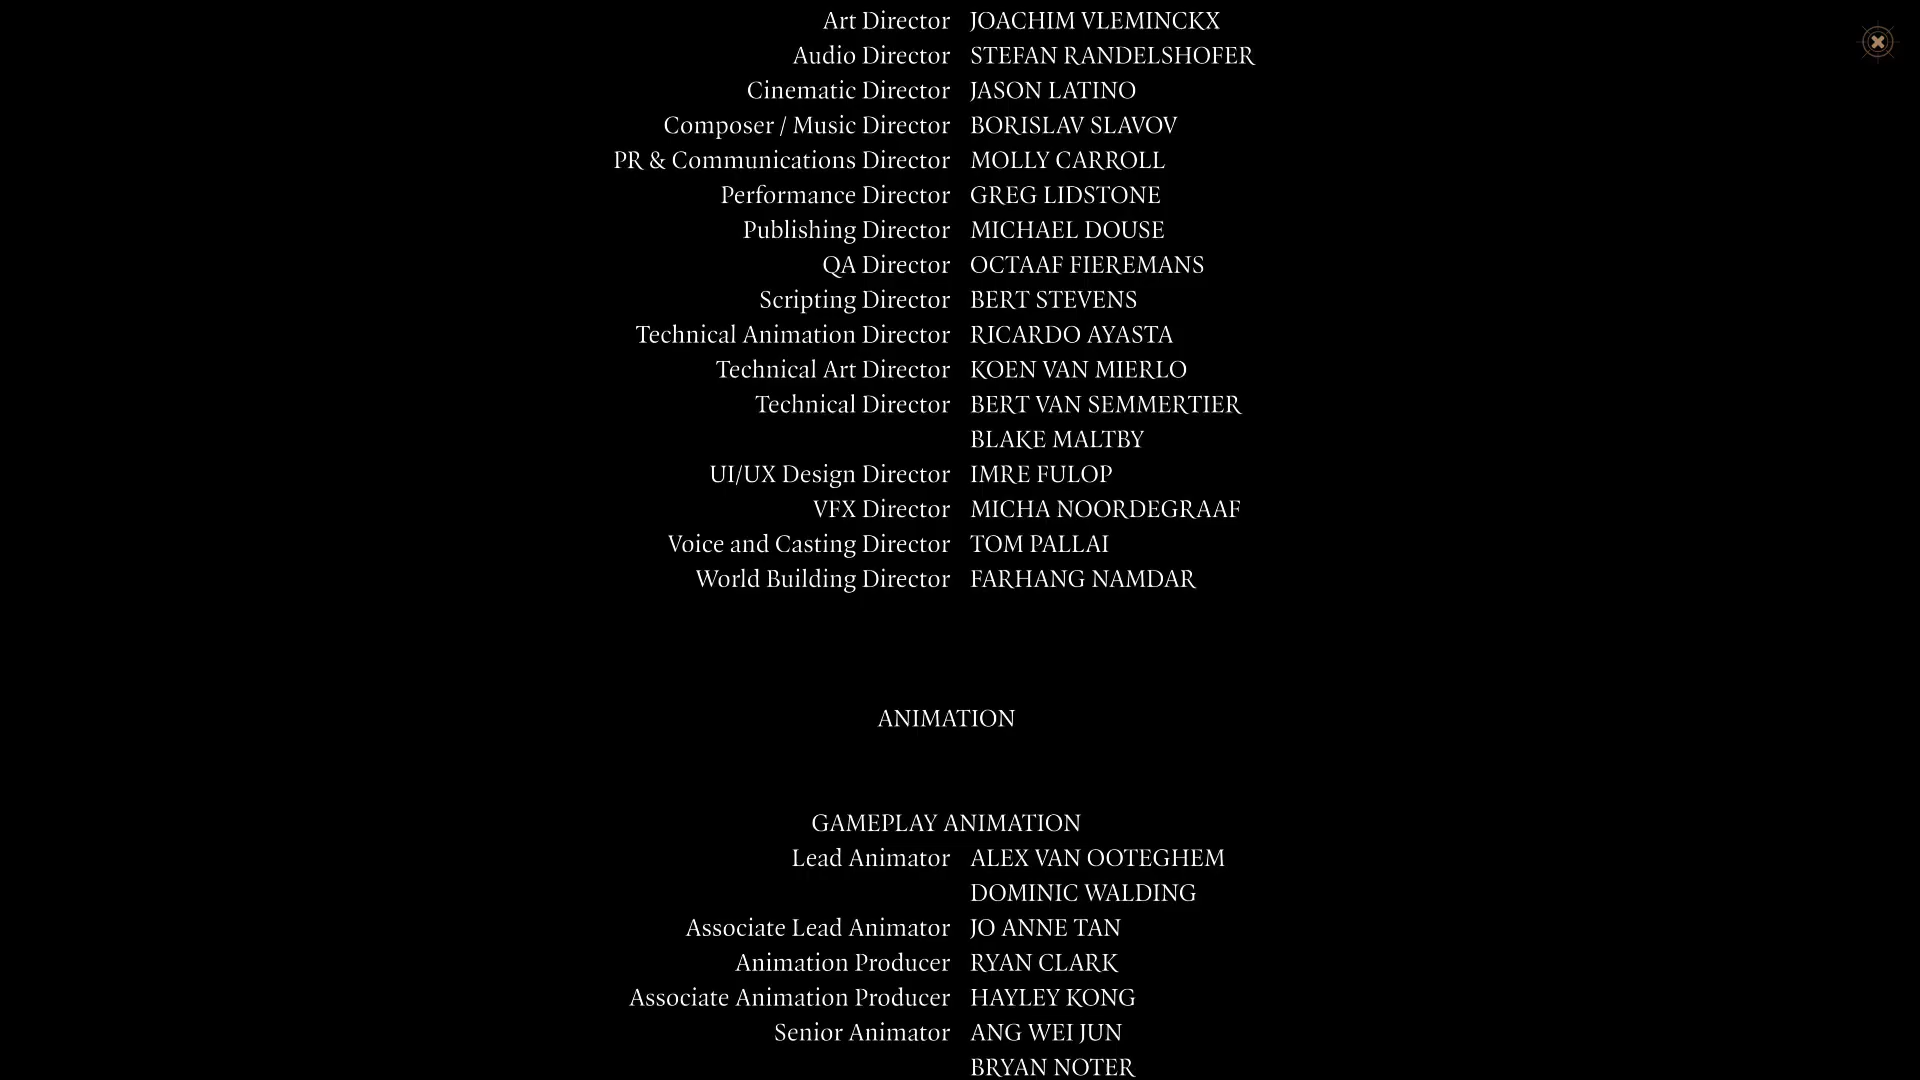 Art Director JOACHIM VLEMINCKX
Audio Director STEFAN RANDELSHOFER
Cinematic Director JASON LATINO
Composer / Music Director BORISLAV SLAVOV
PR & Communications Director MOLLY CARROLL
Performance Director GREG LIDSTONE
Publishing Director MICHAEL DOUSE
QA Director OCTAAF FIEREMANS
Scripting Director BERT STEVENS
Technical Animation Director RICARDO AYASTA
Technical Art Director KOEN VAN MIERLO
Technical Director BERT VAN SEMMERTIER
BLAKE MALTBY
UI/UX Design Director IMRE FULOP
VFX Director MICHA NOORDEGRAAF
Voice and Casting Director TOM PALLAI
World Building Director FARHANG NAMDAR
ANIMATION
GAMEPLAY ANIMATION
Lead Animator ALEX VAN OOTEGHEM
DOMINIC WALDING
Associate Lead Animator JO ANNE TAN
Animation Producer RYAN CLARK
Associate Animation Producer HAYLEY KONG
Senior Animator ANG WEI JUN
BRYAN NOTER